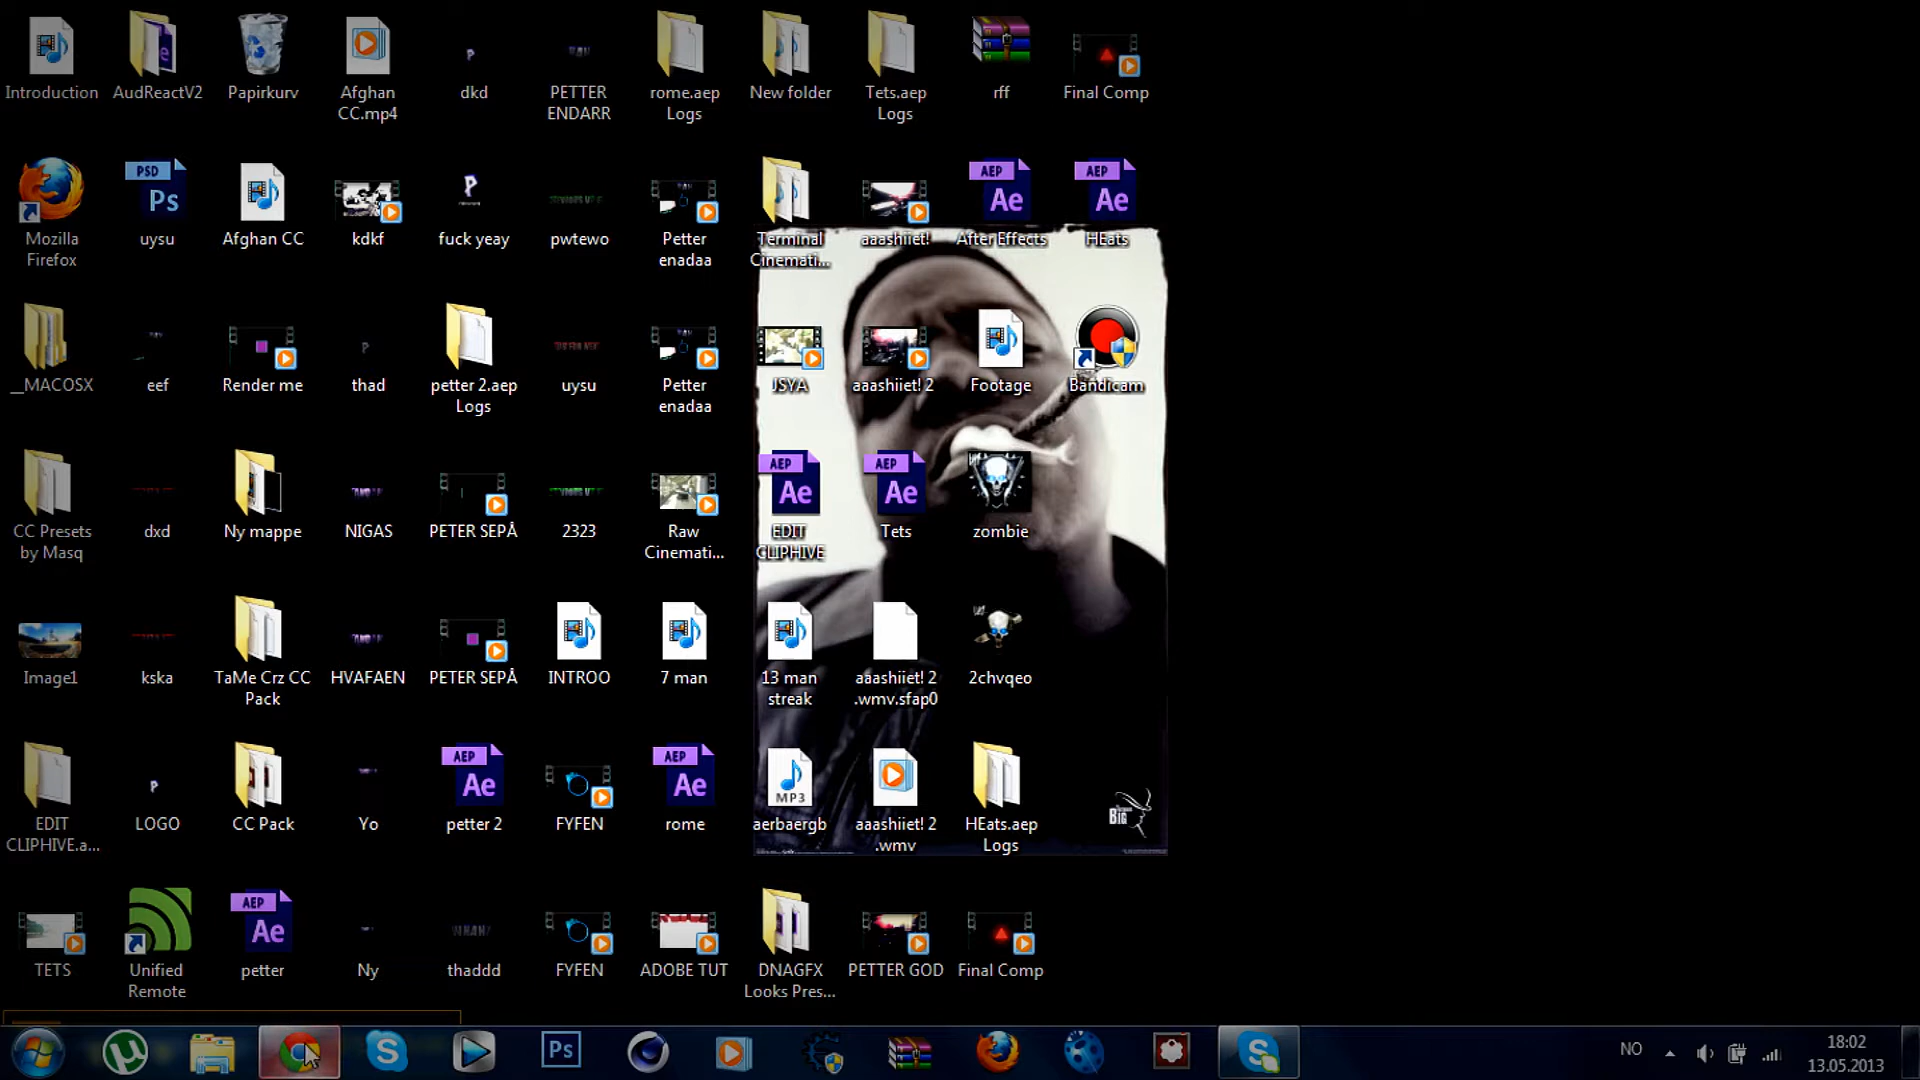 Introduction
AudReactV2
Papirkurv
Afghan
CC.mp4
dkd
PETTER
ENDARR
rome.aep
Logs
New folder
Tets.aep
Logs
rff
Final Comp
Mozilla
Firefox
PSD
Ps
uysu
Afghan CC
kdkf
fuck yeay
pwtewo
Petter
enadaa
Terminal
Cinemati...
aaashiiet!
AEP
Ae
After Effects
AEP
Ae
HEats
__MACOSX
eef
Render me
thad
petter 2.aep
Logs
uysu
Petter
enadaa
JSYA
aaashiiet! 2
Footage
Bandicam
CC Presets
by Masq
dxd
Ny mappe
NIGAS
PETER SEPÅ
2323
Raw
Cinemati...
AEP
Ae
EDIT
CLIPHIVE
AEP
Ae
Tets
zombie
Image1
kska
TaMe Crz CC
Pack
HVAFAEN
PETER SEPÅ
INTROO
7 man
13 man
streak
aaashiiet! 2
.wmv.sfap0
2chvqeo
EDIT
CLIPHIVE.a...
LOGO
CC Pack
Yo
AEP
Ae
petter 2
FYFEN
AEP
Ae
rome
MP3
aerbaergb
aaashiiet! 2
.wmv
HEats.aep
Logs
BIG
TETS
Unified
Remote
AEP
Ae
petter
Ny
thaddd
FYFEN
ADOBE TUT
DNAGFX
Looks Pres...
PETTER GOD
Final Comp
Ps
NO
18:02
13.05.2013